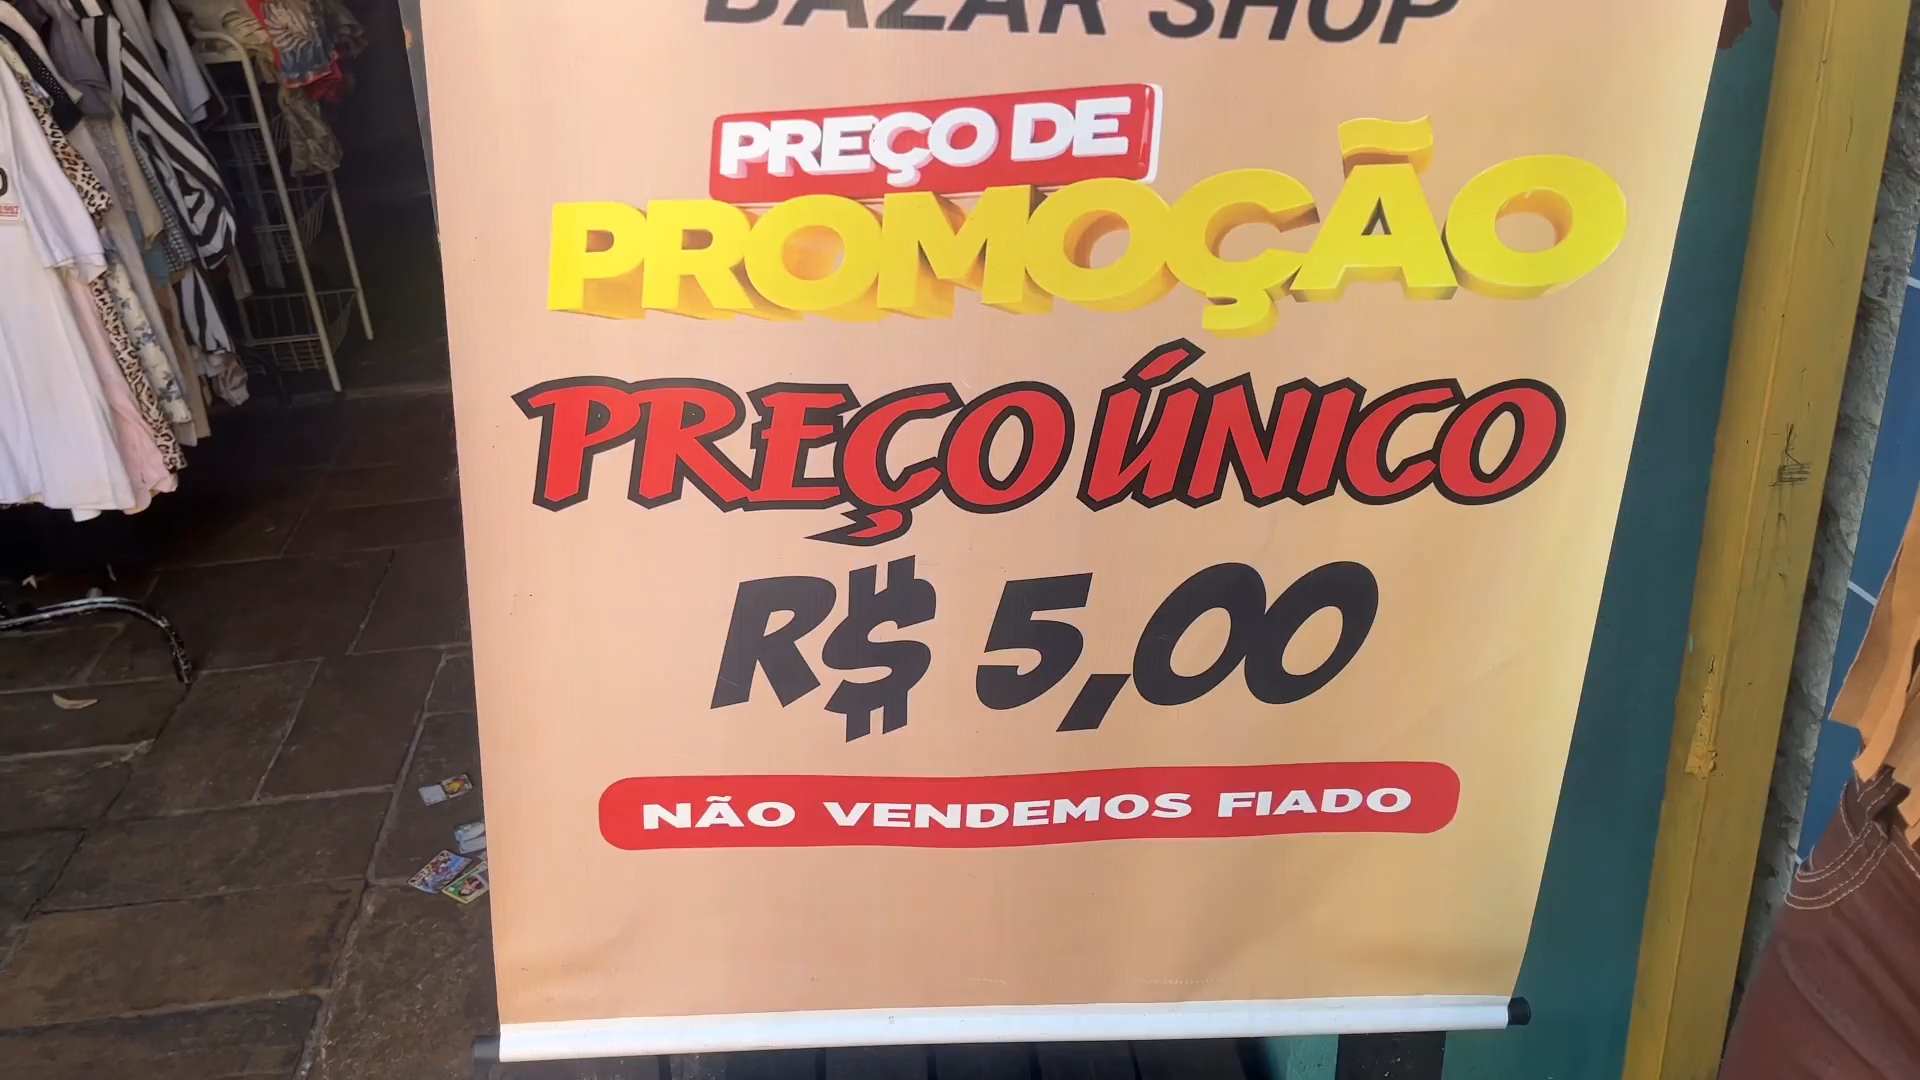 BAZAR SHOP
PREÇO DE
PROMOÇÃO
PREÇO ÚNICO
R$ 5,00
NÃO VENDEMOS FIADO